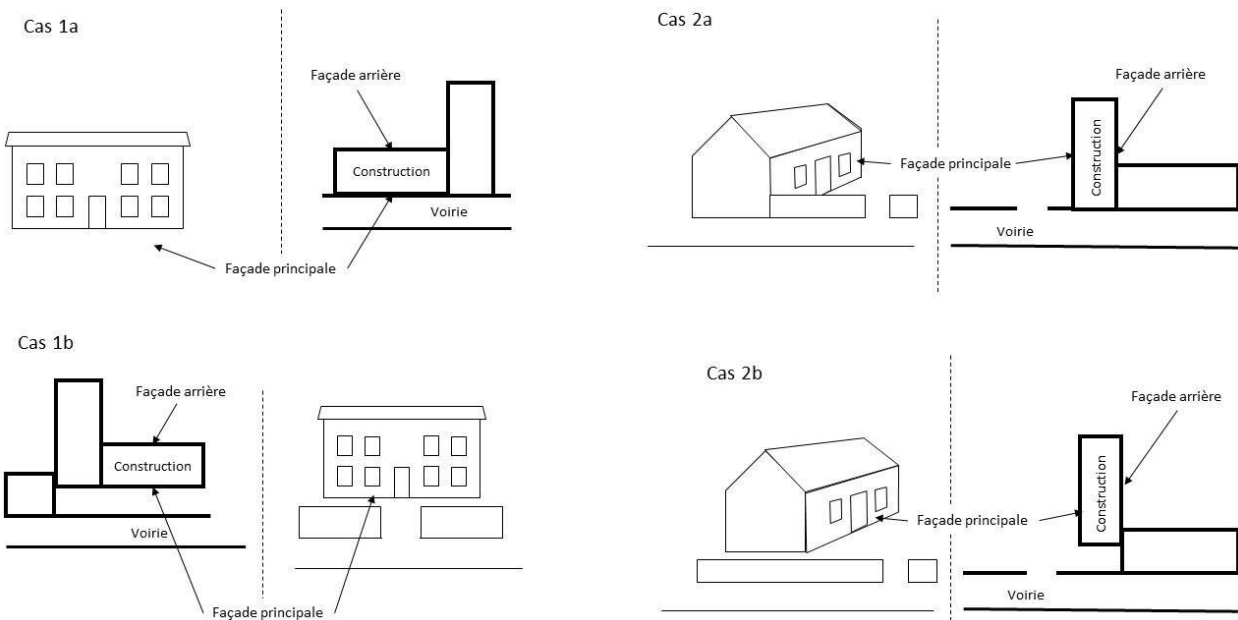 Cas 1a
Façade arrière
Construction
Voirie
Façade principale
Cas 2a
Façade arrière
Façade principale
Construction
Voirie
Cas 1b
Façade arrière
Construction
Voirie
Façade principale
Cas 2b
Façade arrière
Construction
Façade principale
Voirie